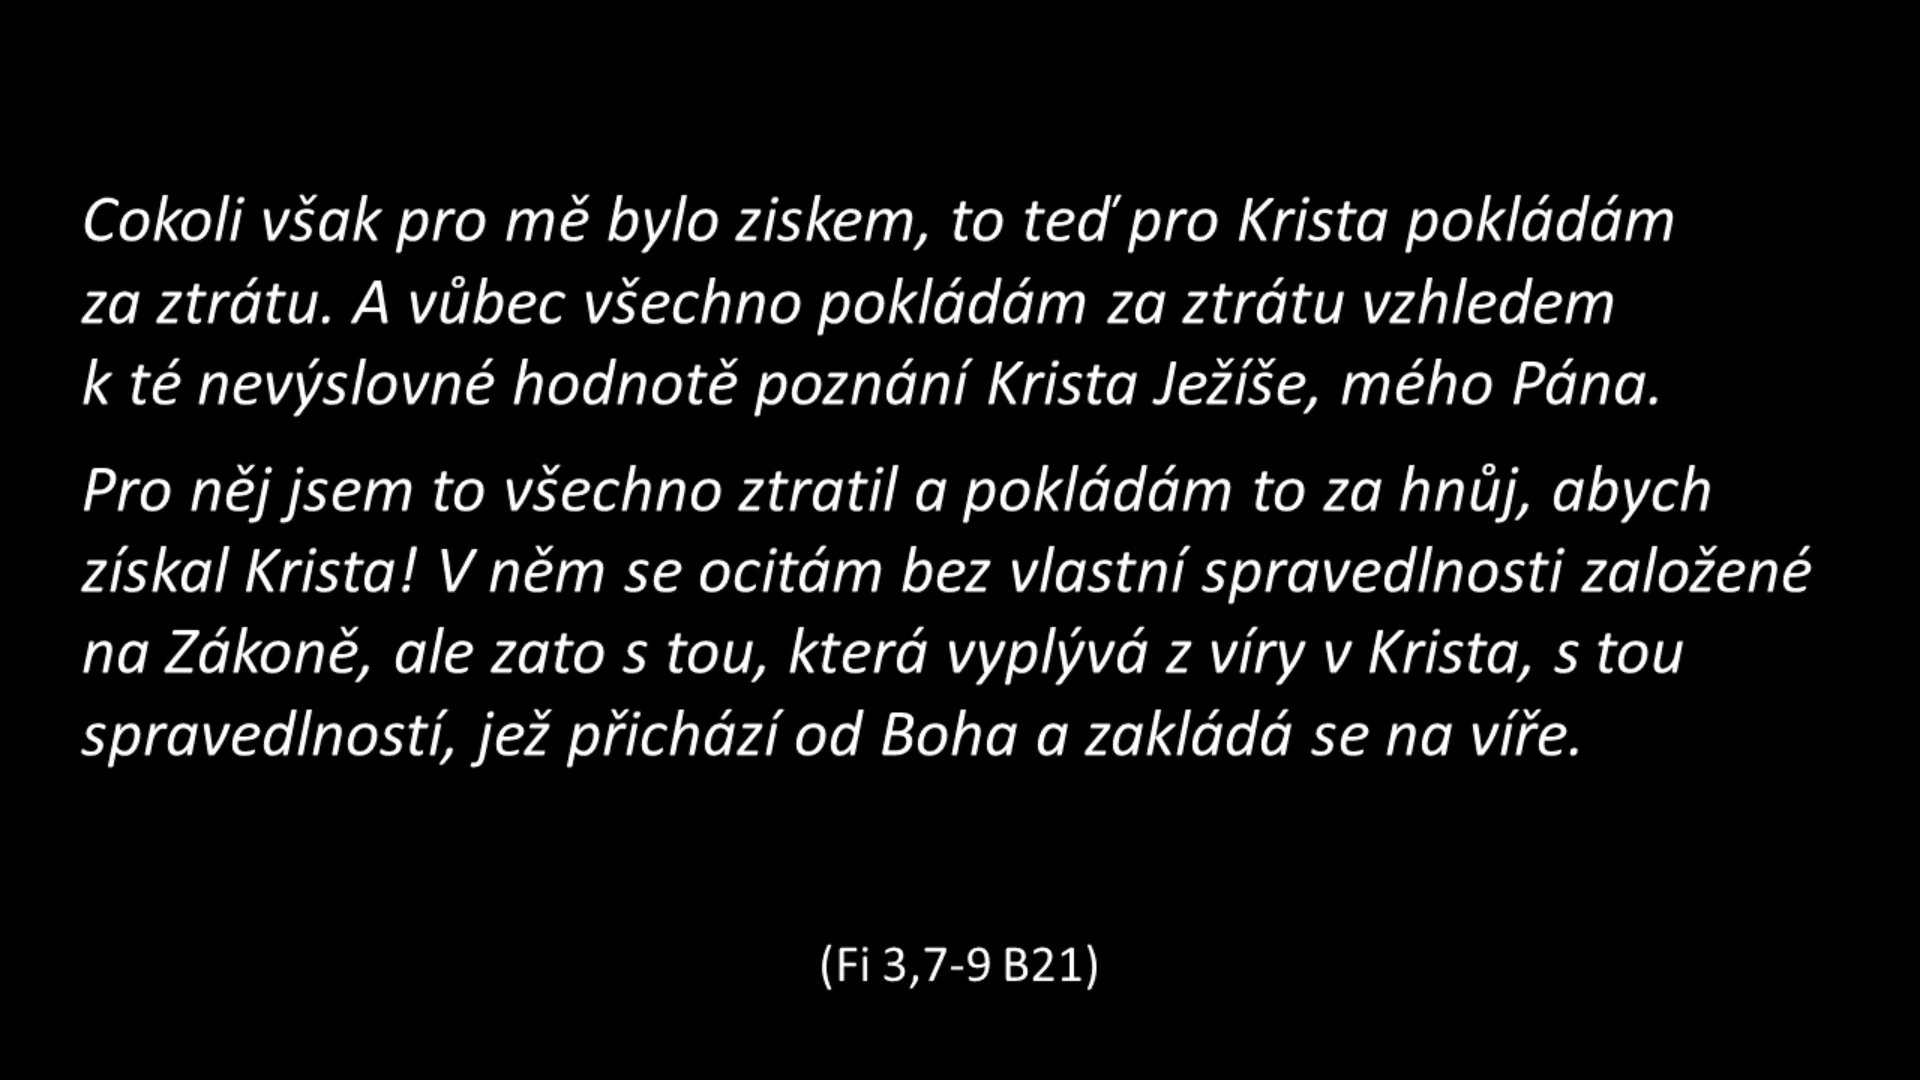 Cokoli však pro mě bylo ziskem, to teď pro Krista pokládám
za ztrátu. A vůbec všechno pokládám za ztrátu vzhledem
k té nevýslovné hodnotě poznání Krista Ježíše, mého Pána.
Pro něj jsem to všechno ztratil a pokládám to za hnůj, abych
získal Krista! V něm se ocitám bez vlastní spravedlnosti založené
na Zákoně, ale zato s tou, která vyplývá z víry v Krista, s tou
spravedlností, jež přichází od Boha a zakládá se na víře.
(Fi 3,7-9 B21)